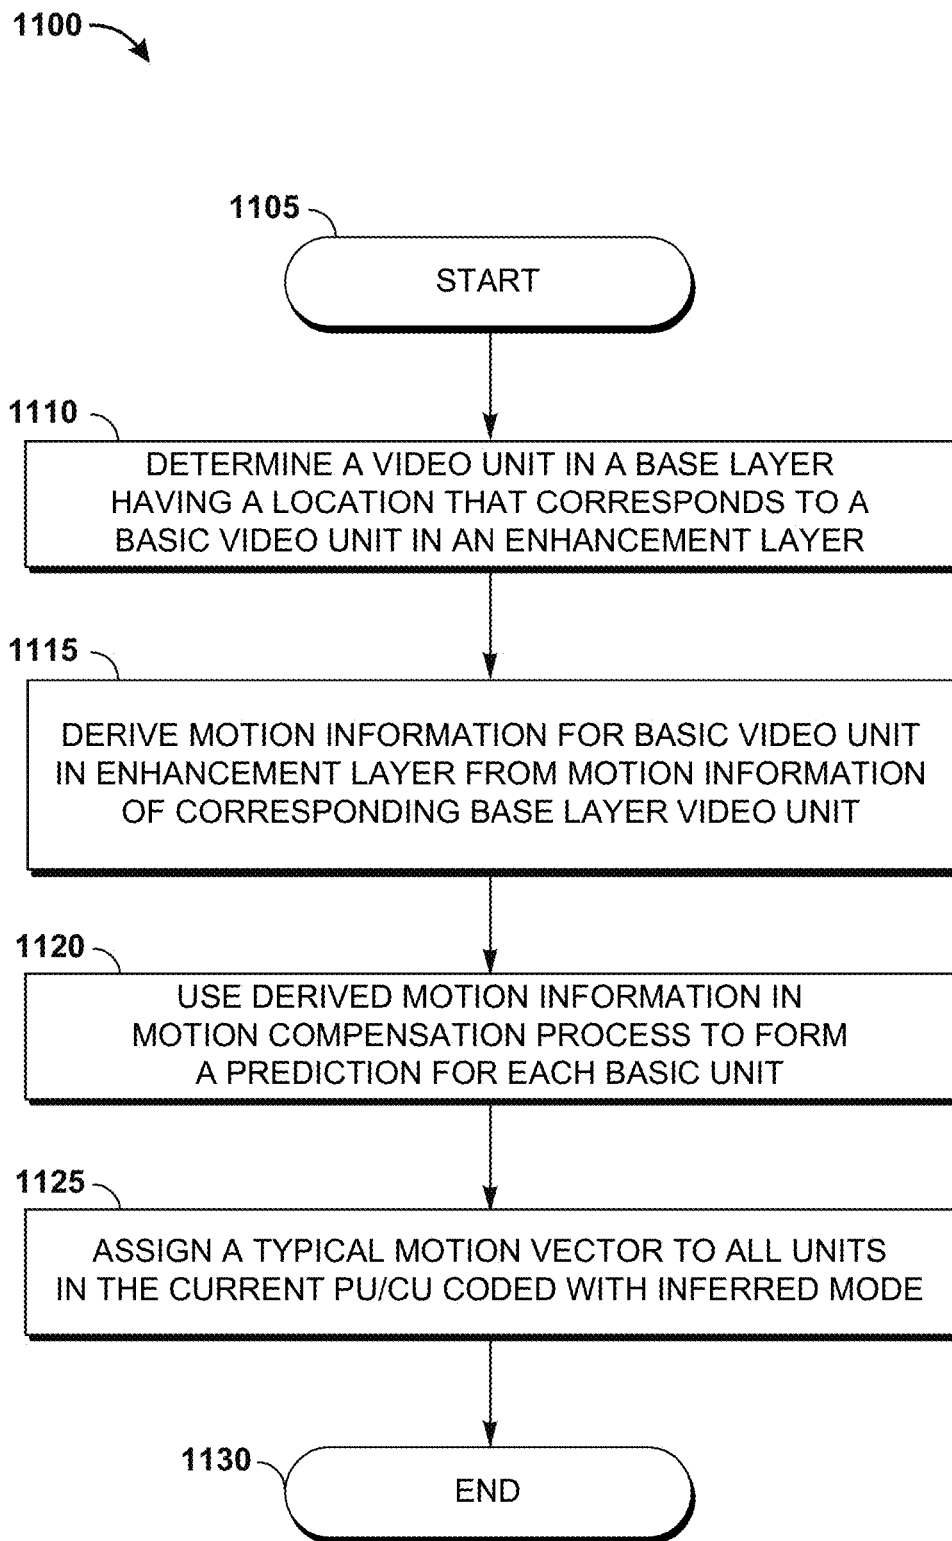 1100
1105
START
1110
DETERMINE A VIDEO UNIT IN A BASE LAYER
HAVING A LOCATION THAT CORRESPONDS TO A
BASIC VIDEO UNIT IN AN ENHANCEMENT LAYER
1115
DERIVE MOTION INFORMATION FOR BASIC VIDEO UNIT
IN ENHANCEMENT LAYER FROM MOTION INFORMATION
OF CORRESPONDING BASE LAYER VIDEO UNIT
1120
USE DERIVED MOTION INFORMATION IN
MOTION COMPENSATION PROCESS TO FORM
A PREDICTION FOR EACH BASIC UNIT
1125
ASSIGN A TYPICAL MOTION VECTOR TO ALL UNITS
IN THE CURRENT PU/CU CODED WITH INFERRED MODE
1130
END